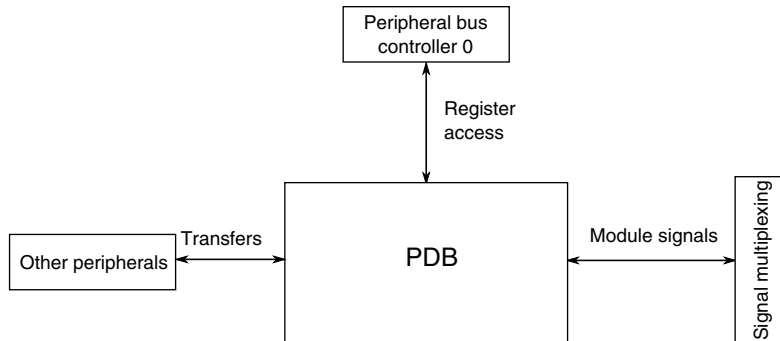 Peripheral bus
controller 0
Register
access
Transfers
Other peripherals
PDB
Module signals
Signal multiplexing